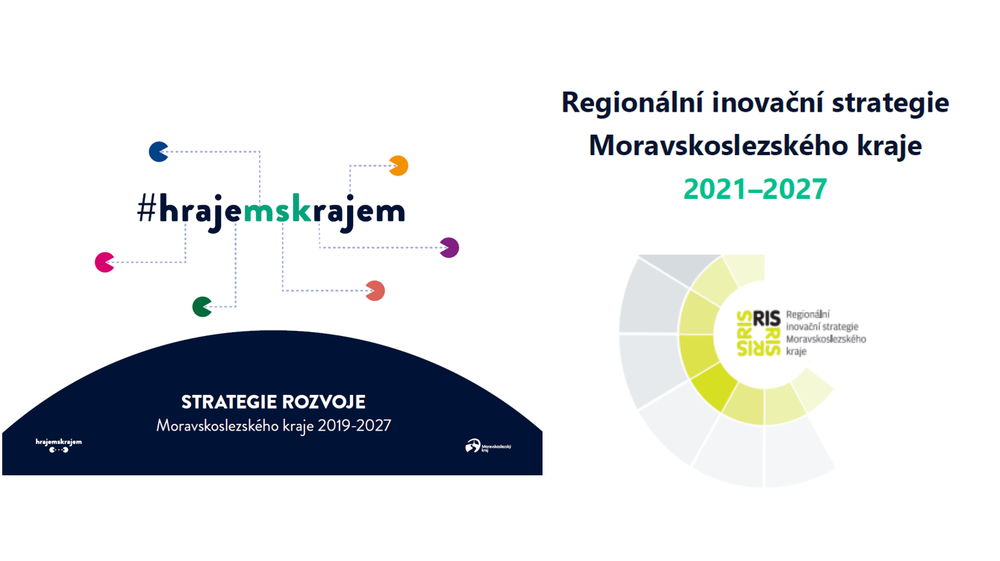 #hrajemskrajem
STRATEGIE ROZVOJE
Moravskoslezského kraje 2019-2027
hrajemskrajem
Moravskoslezský
kraj
Regionální inovační strategie
Moravskoslezského kraje
2021–2027
RIS
RIS
RIS
RIS
Regionální
inovační strategie
Moravskoslezského
kraje